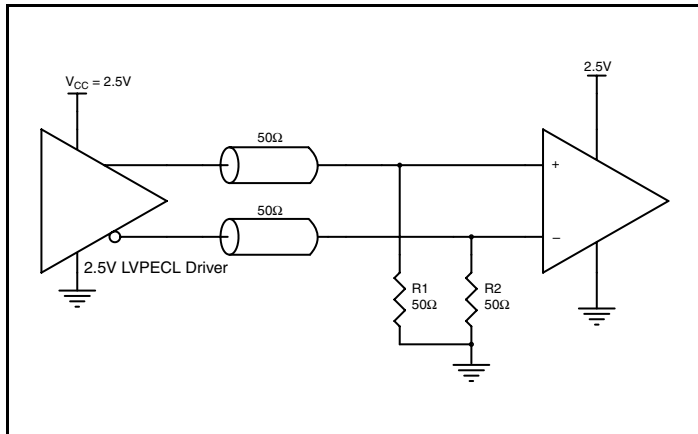 V_CC = 2.5V
2.5V
50Ω
50Ω
+
−
2.5V LVPECL Driver
R1
50Ω
R2
50Ω